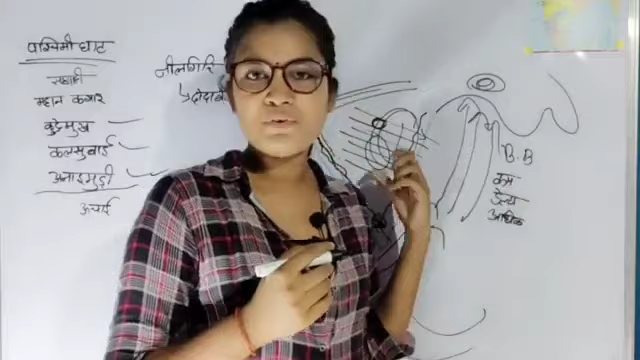 पश्चिमी घाट
सह्याद्री
महान कगार
कुद्रेमुख
कलसुबाई
अनाइमुडी
ऊंचाई
नीलगिरि
B.B
कम
डेल्टा
अधिक